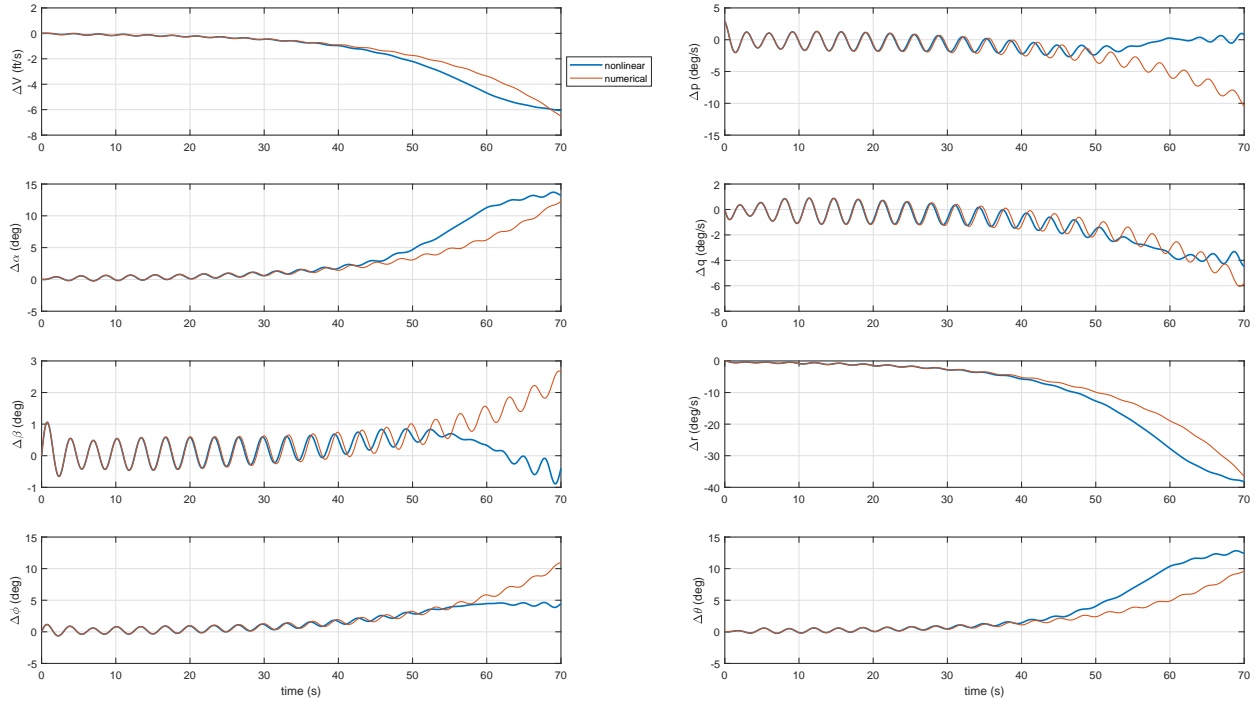 2
0
-2
-4
-6
-8
ΔV (ft/s)
0 10 20 30 40 50 60 70
nonlinear
numerical
5
0
-5
-10
-15
Δp (deg/s)
0 10 20 30 40 50 60 70
15
10
5
0
-5
Δα (deg)
0 10 20 30 40 50 60 70
2
0
-2
-4
-6
-8
Δq (deg/s)
0 10 20 30 40 50 60 70
3
2
1
0
-1
Δβ (deg)
0 10 20 30 40 50 60 70
0
-10
-20
-30
-40
Δr (deg/s)
0 10 20 30 40 50 60 70
15
10
5
0
-5
Δϕ (deg)
0 10 20 30 40 50 60 70
time (s)
15
10
5
0
-5
Δθ (deg)
0 10 20 30 40 50 60 70
time (s)